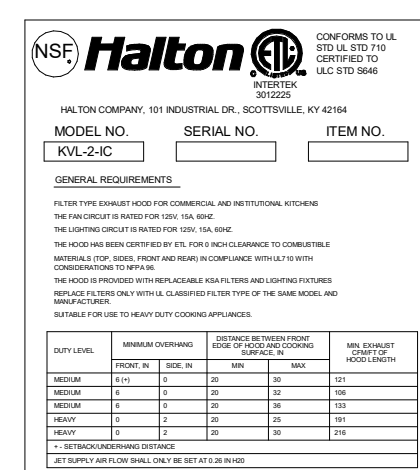 NSF
Halton
ETL
C LISTED US
INTERTEK
3012225
CONFORMS TO UL
STD UL STD 710
CERTIFIED TO
ULC STD S646
HALTON COMPANY, 101 INDUSTRIAL DR., SCOTTSVILLE, KY 42164
MODEL NO. SERIAL NO. ITEM NO.
KVL-2-IC
GENERAL REQUIREMENTS
FILTER TYPE EXHAUST HOOD FOR COMMERCIAL AND INSTITUTIONAL KITCHENS
THE FAN CIRCUIT IS RATED FOR 125V, 15A, 60HZ.
THE LIGHTING CIRCUIT IS RATED FOR 125V, 15A, 60HZ.
THE HOOD HAS BEEN CERTIFIED BY ETL FOR 0 INCH CLEARANCE TO COMBUSTIBLE
MATERIALS (TOP, SIDES, FRONT AND REAR) IN COMPLIANCE WITH UL710 WITH
CONSIDERATIONS TO NFPA 96.
THE HOOD IS PROVIDED WITH REPLACEABLE KSA FILTERS AND LIGHTING FIXTURES
REPLACE FILTERS ONLY WITH UL CLASSIFIED FILTER TYPE OF THE SAME MODEL AND
MANUFACTURER.
SUITABLE FOR USE TO HEAVY DUTY COOKING APPLIANCES.
DUTY LEVEL MINIMUM OVERHANG DISTANCE BETWEEN FRONT EDGE OF HOOD AND COOKING SURFACE, IN MIN. EXHAUST CFM/FT OF HOOD LENGTH
FRONT, IN SIDE, IN MIN MAX
MEDIUM 6 (+) 0 20 30 121
MEDIUM 6 0 20 32 106
MEDIUM 6 0 20 36 133
HEAVY 0 2 20 25 191
HEAVY 0 2 20 30 216
+ - SETBACK/UNDERHANG DISTANCE
JET SUPPLY AIR FLOW SHALL ONLY BE SET AT 0.26 IN H20